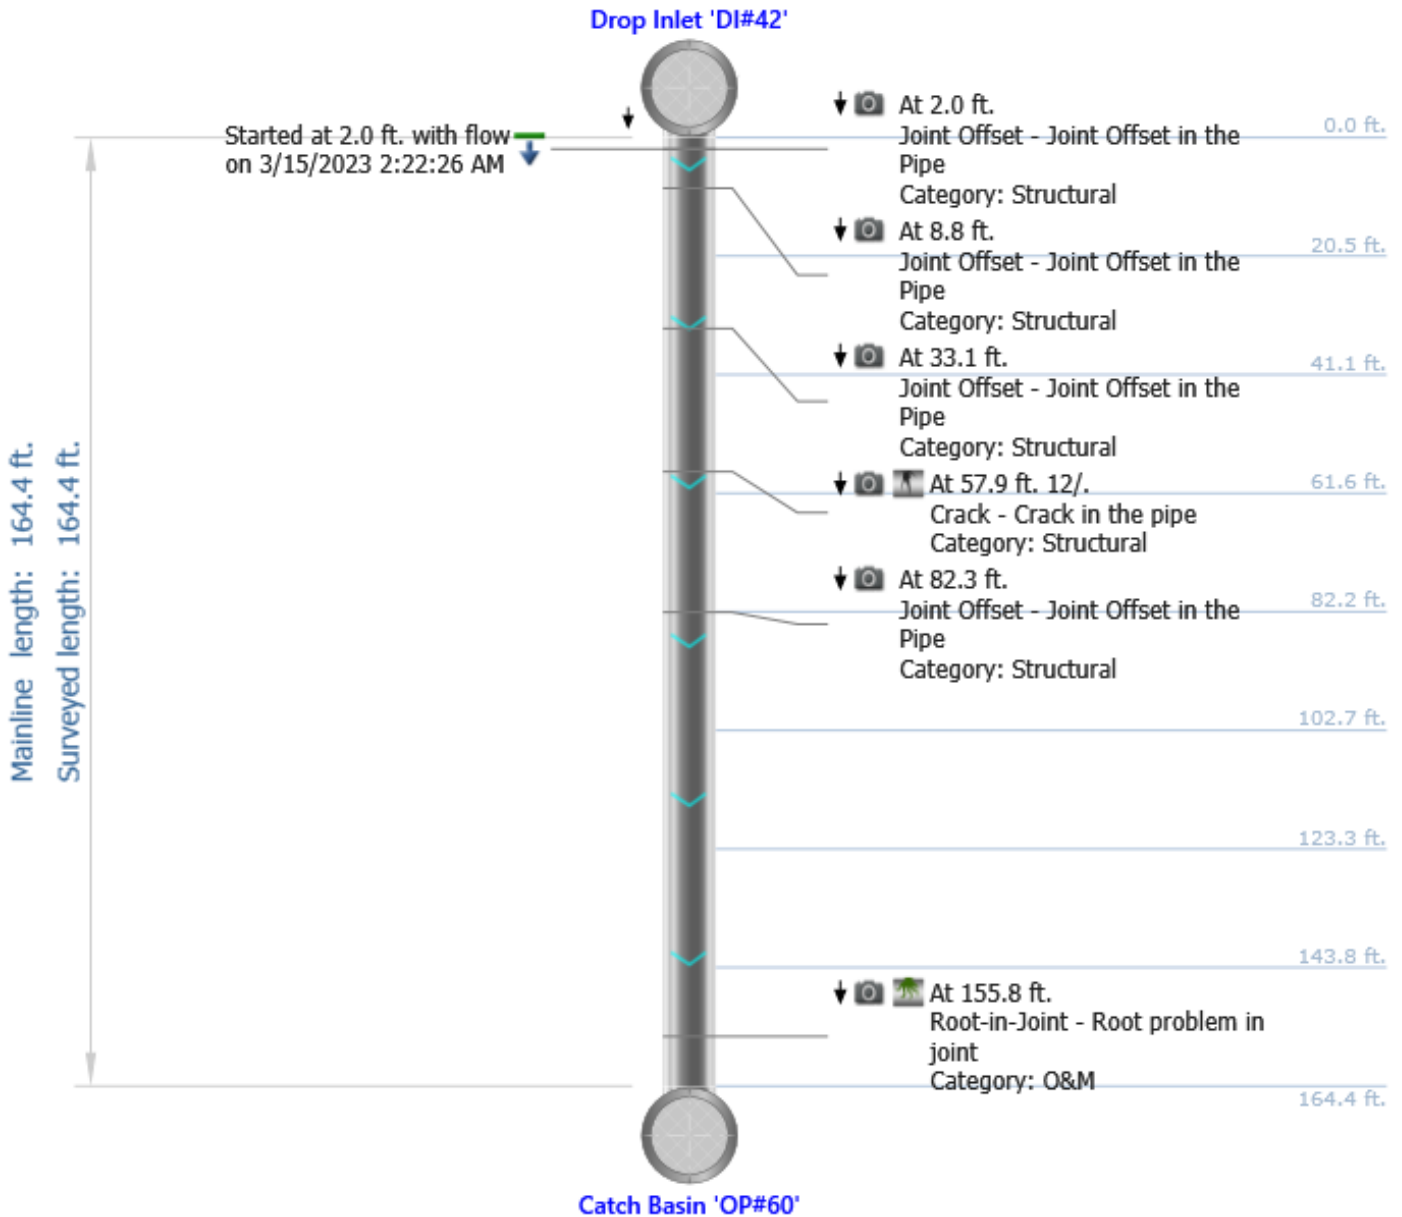 Drop Inlet 'DI#42'
Started at 2.0 ft. with flow
on 3/15/2023 2:22:26 AM
At 2.0 ft.
Joint Offset - Joint Offset in the
Pipe
Category: Structural
0.0 ft.
At 8.8 ft.
Joint Offset - Joint Offset in the
Pipe
Category: Structural
20.5 ft.
At 33.1 ft.
Joint Offset - Joint Offset in the
Pipe
Category: Structural
41.1 ft.
At 57.9 ft. 12/.
Crack - Crack in the pipe
Category: Structural
61.6 ft.
At 82.3 ft.
Joint Offset - Joint Offset in the
Pipe
Category: Structural
82.2 ft.
102.7 ft.
123.3 ft.
143.8 ft.
At 155.8 ft.
Root-in-Joint - Root problem in
joint
Category: O&M
164.4 ft.
Mainline length: 164.4 ft.
Surveyed length: 164.4 ft.
Catch Basin 'OP#60'